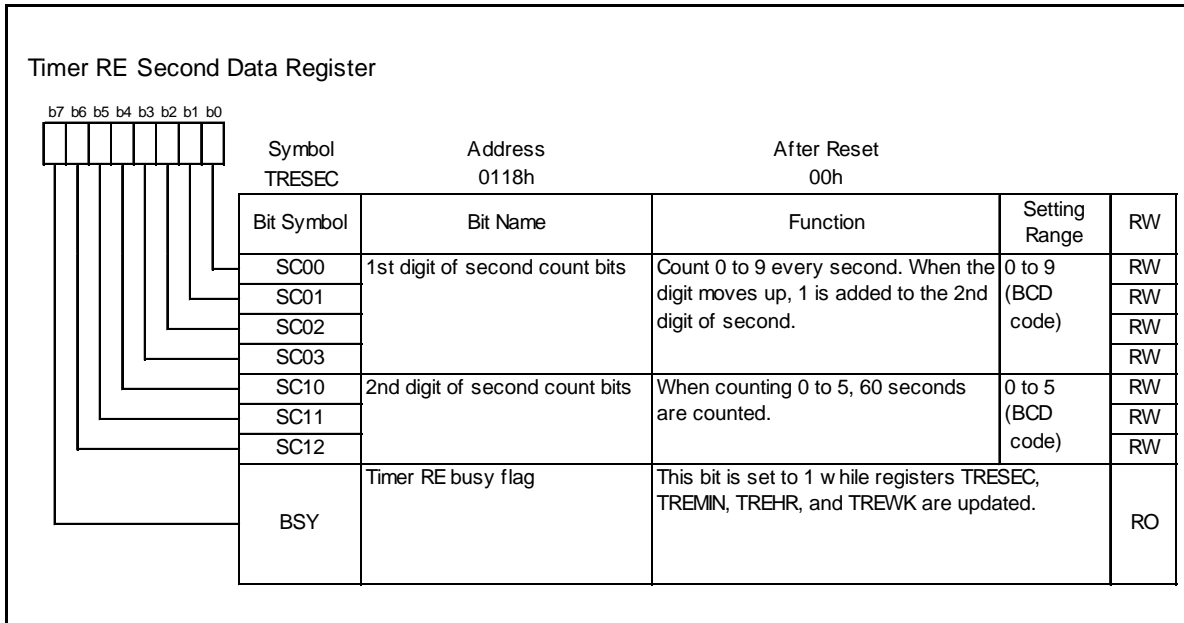 Timer RE Second Data Register
b7 b6 b5 b4 b3 b2 b1 b0
Symbol Address After Reset
TRESEC 0118h 00h
Bit Symbol Bit Name Function Setting Range RW
SC00 1st digit of second count bits Count 0 to 9 every second. When the 0 to 9 RW
SC01 digit moves up, 1 is added to the 2nd (BCD RW
SC02 digit of second. code) RW
SC03 RW
SC10 2nd digit of second count bits When counting 0 to 5, 60 seconds 0 to 5 RW
SC11 are counted. (BCD RW
SC12 code) RW
Timer RE busy flag This bit is set to 1 while registers TRESEC,
TREMIN, TREHR, and TREWK are updated.
BSY RO